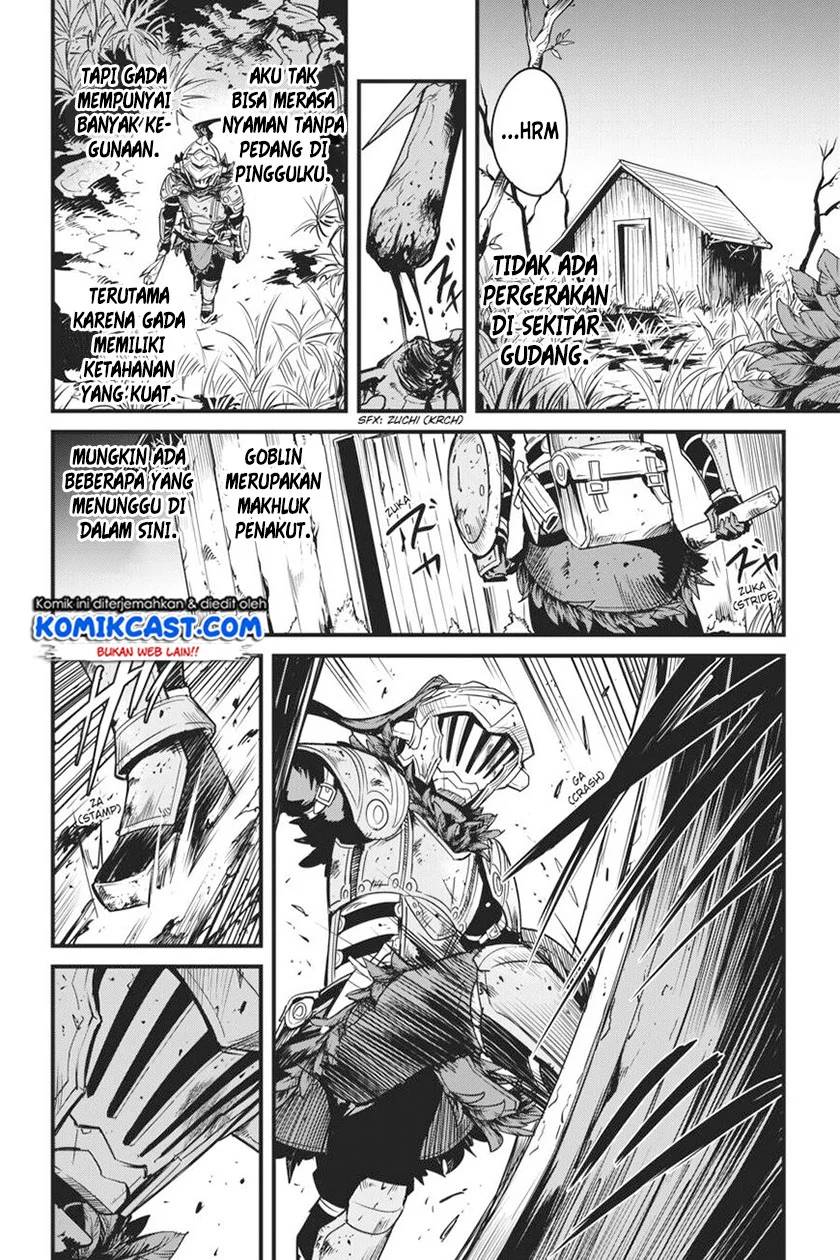 ...HRM
TIDAK ADA
PERGERAKAN
DI SEKITAR
GUDANG.
ズチャ
SFX: ZUCHI (KRCH)
AKU TAK
BISA MERASA
NYAMAN TANPA
PEDANG DI
PINGGULKU.
TAPI GADA
MEMPUNYAI
BANYAK KE-
GUNAAN.
TERUTAMA
KARENA GADA
MEMILIKI
KETAHANAN
YANG KUAT.
ZUKA
(STRIDE)
ZUKA
GOBLIN
MERUPAKAN
MAKHLUK
PENAKUT.
MUNGKIN ADA
BEBERAPA YANG
MENUNGGU DI
DALAM SINI.
Komik ini diterjemahkan & diedit oleh
KOMIKCAST.COM
BUKAN WEB LAIN!!
GA
(CRASH)
ZA
(STAMP)